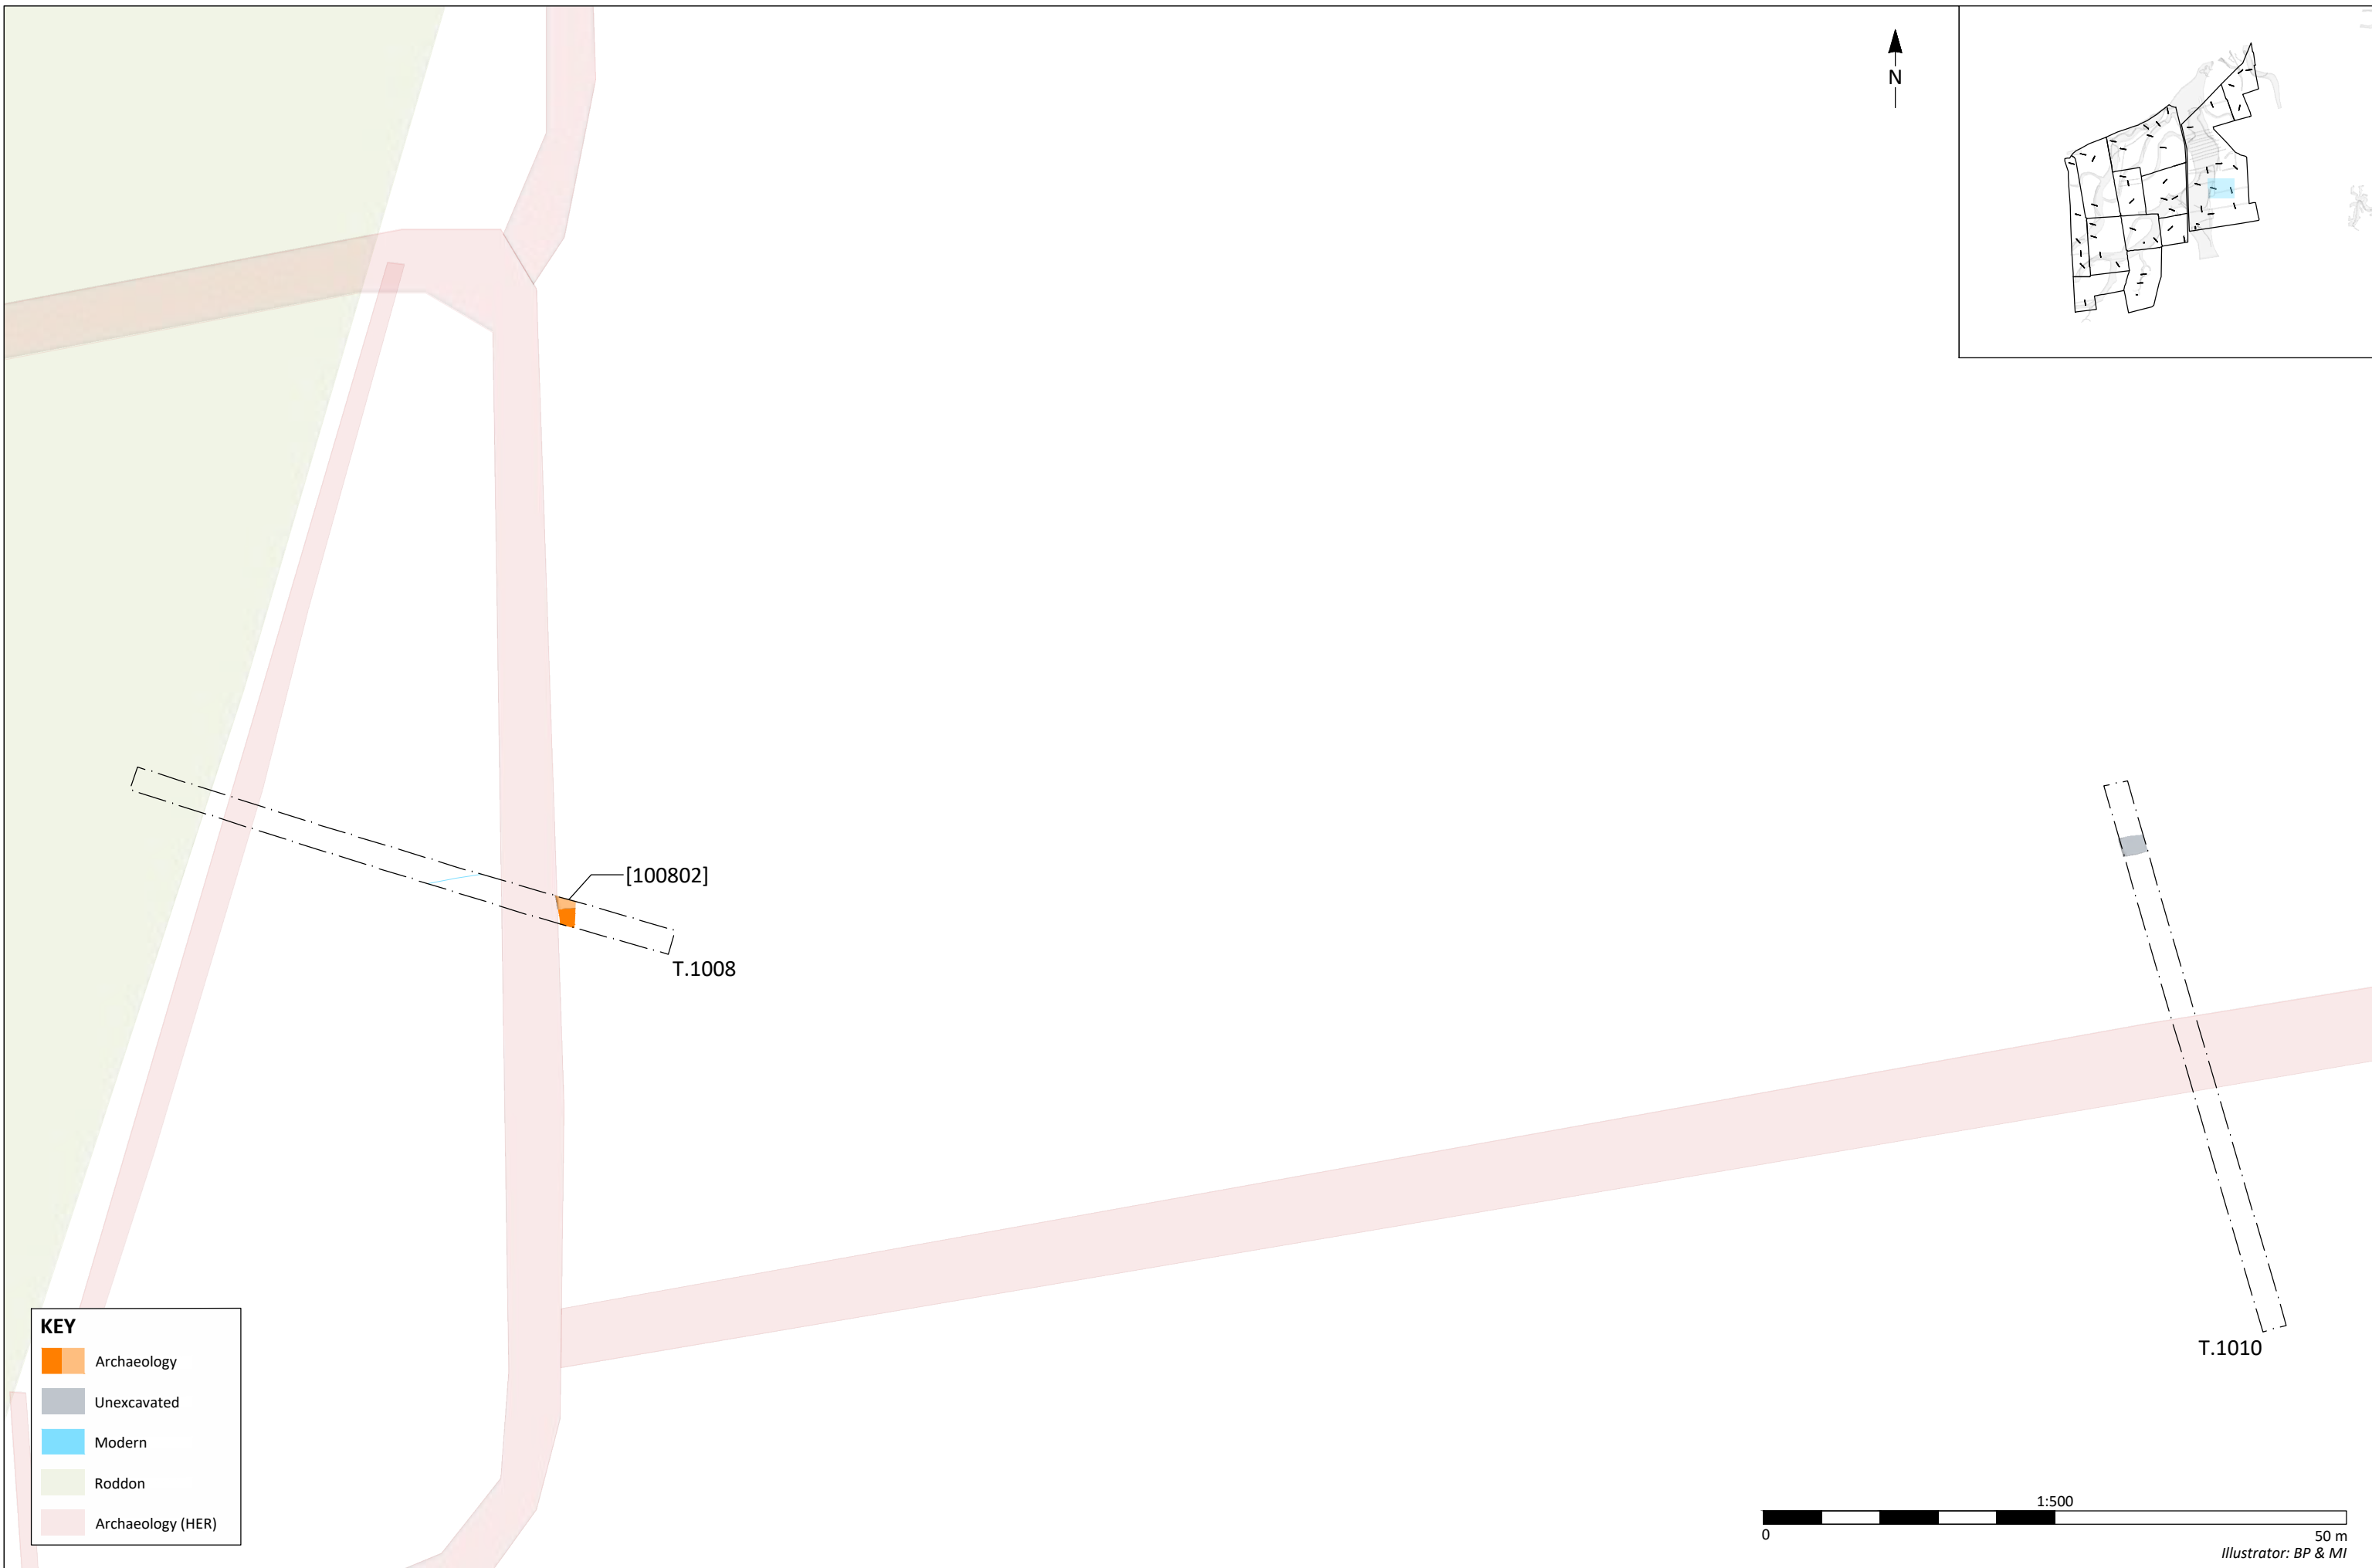 N
[100802]
T.1008
T.1010
KEY
Archaeology
Unexcavated
Modern
Roddon
Archaeology (HER)
1:500
0
50 m
Illustrator: BP & MI